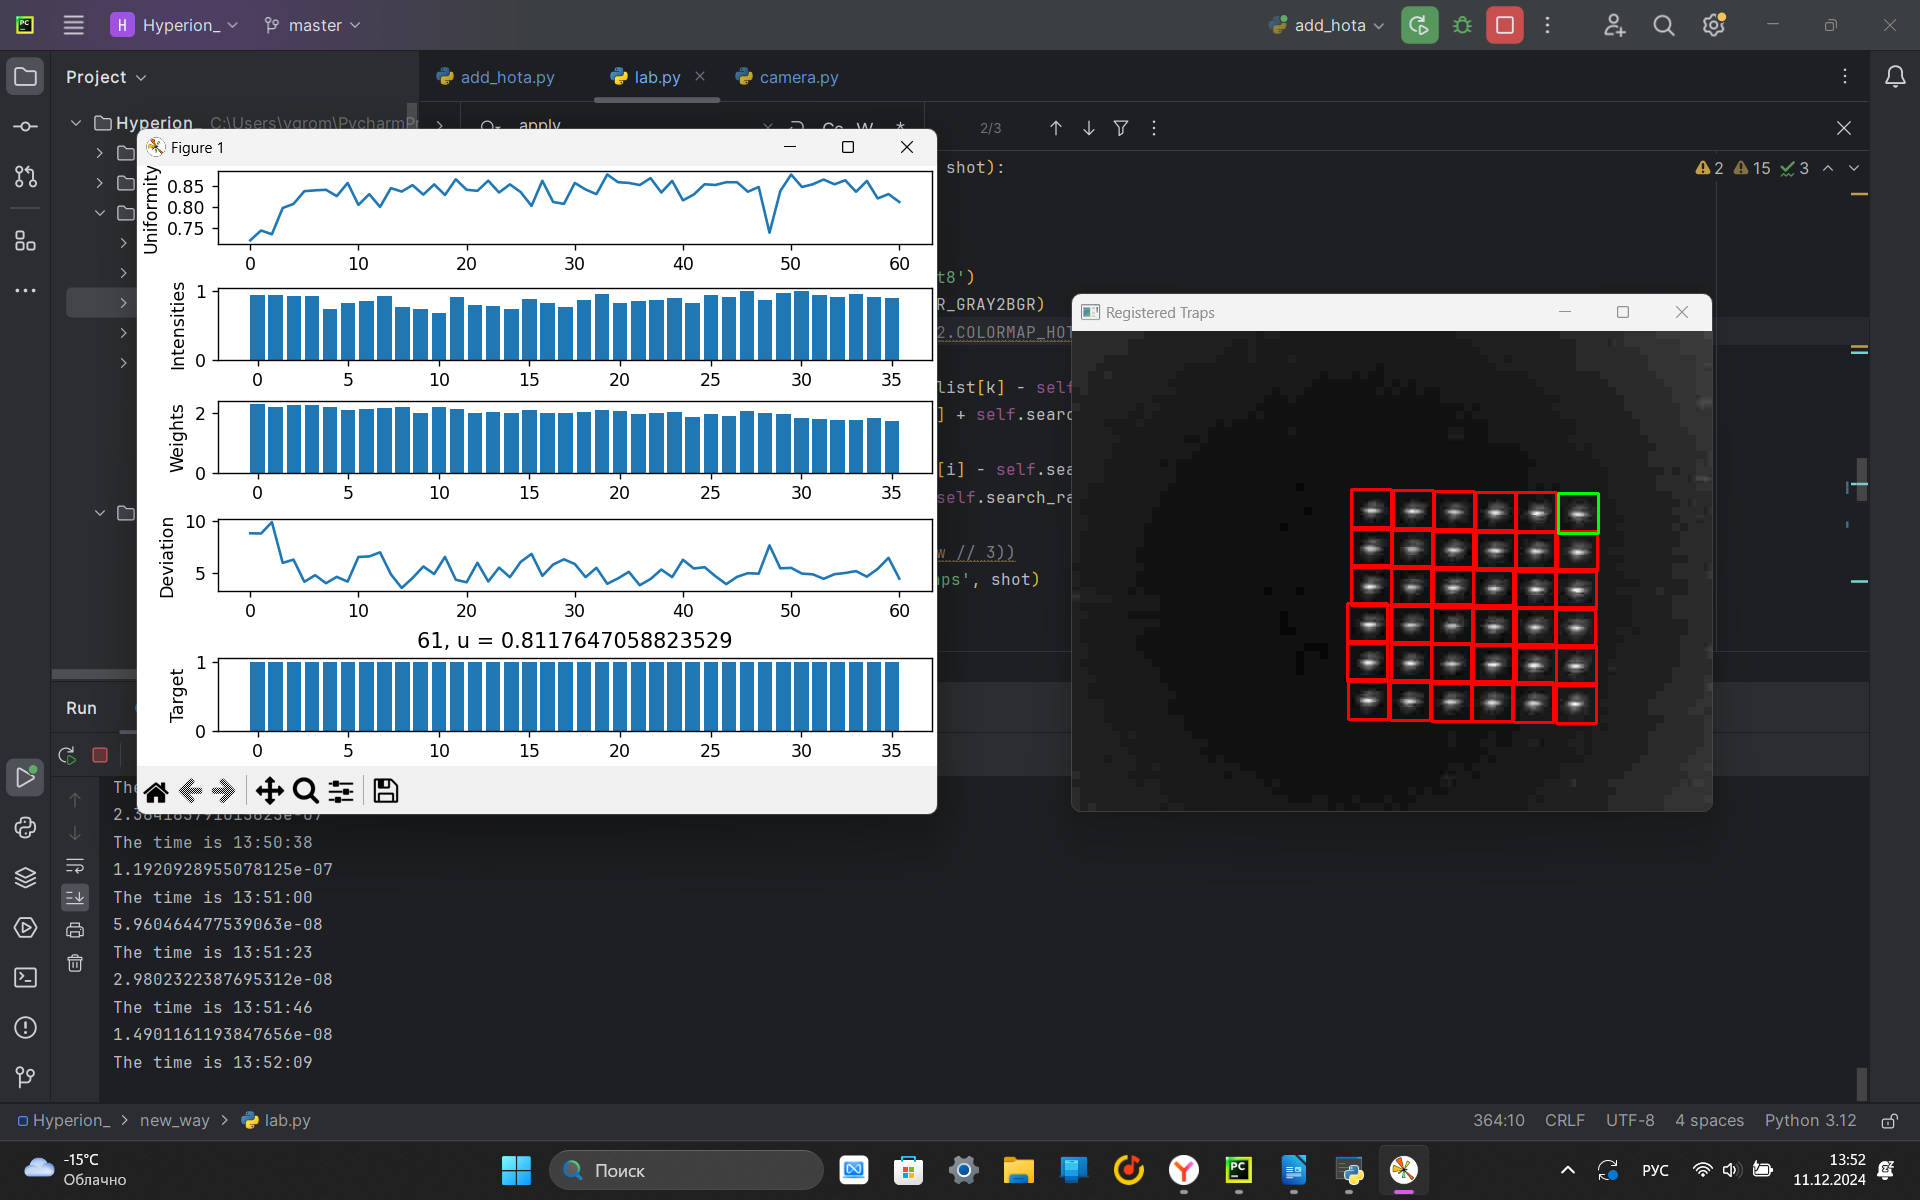 H Hyperion_ master add_hota
Project
add_hota.py lab.py camera.py
Hyperion_
apply
2/3
shot):
2 15 3
Figure 1
Uniformity
0.85
0.80
0.75
0 10 20 30 40 50 60
Intensities
1
0
0 5 10 15 20 25 30 35
Weights
2
0
0 5 10 15 20 25 30 35
Deviation
10
5
0 10 20 30 40 50 60
61, u = 0.8117647058823529
Target
1
0
0 5 10 15 20 25 30 35
t8')
R_GRAY2BGR)
2.COLORMAP_HOT
list[k] - self
] + self.searc
[i] - self.sea
self.search_ra
w // 3))
aps', shot)
Registered Traps
Run
The
The time is 13:50:38
1.1920928955078125e-07
The time is 13:51:00
5.960464477539063e-08
The time is 13:51:23
2.9802322387695312e-08
The time is 13:51:46
1.4901161193847656e-08
The time is 13:52:09
Hyperion_ > new_way > lab.py
364:10 CRLF UTF-8 4 spaces Python 3.12
-15°C
Облачно
Поиск
РУС
13:52
11.12.2024